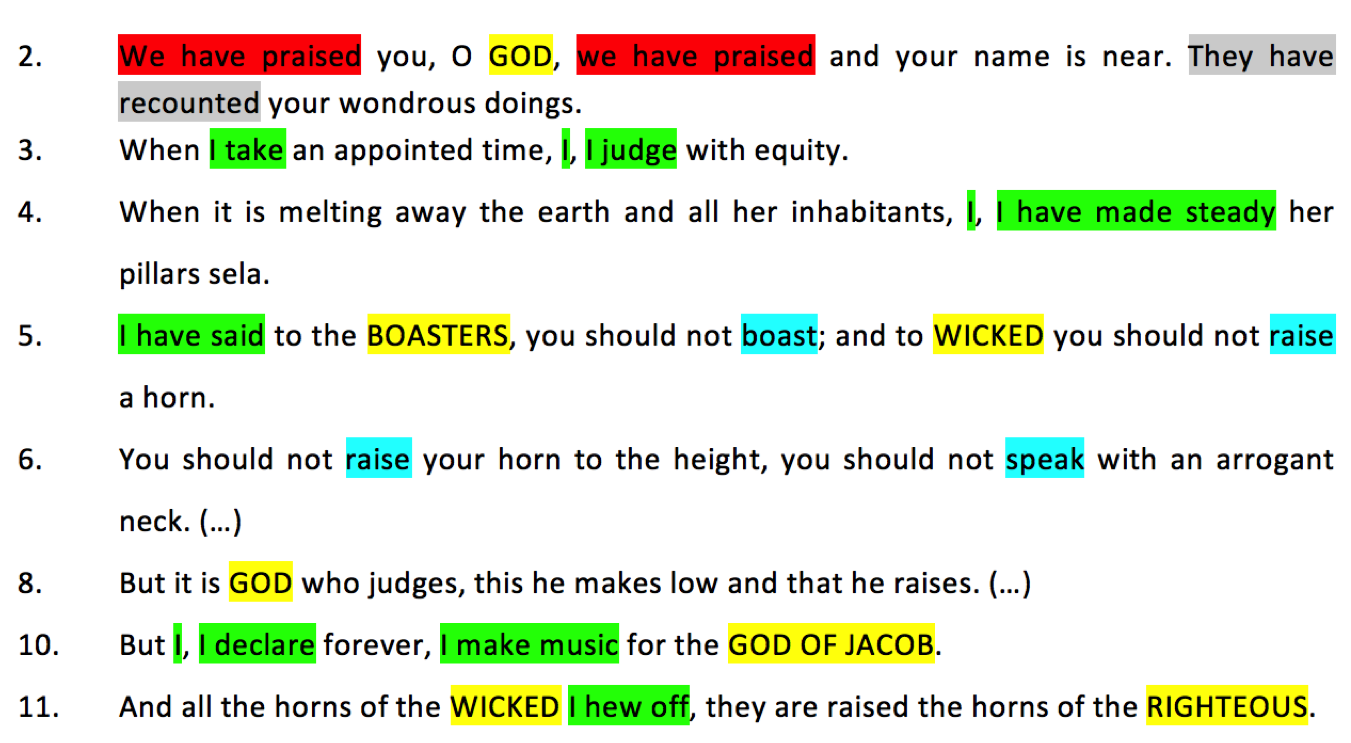 2. We have praised you, O GOD, we have praised and your name is near. They have
recounted your wondrous doings.
3. When I take an appointed time, I, I judge with equity.
4. When it is melting away the earth and all her inhabitants, I, I have made steady her
pillars sela.
5. I have said to the BOASTERS, you should not boast; and to WICKED you should not raise
a horn.
6. You should not raise your horn to the height, you should not speak with an arrogant
neck. (…)
8. But it is GOD who judges, this he makes low and that he raises. (…)
10. But I, I declare forever, I make music for the GOD OF JACOB.
11. And all the horns of the WICKED I hew off, they are raised the horns of the RIGHTEOUS.